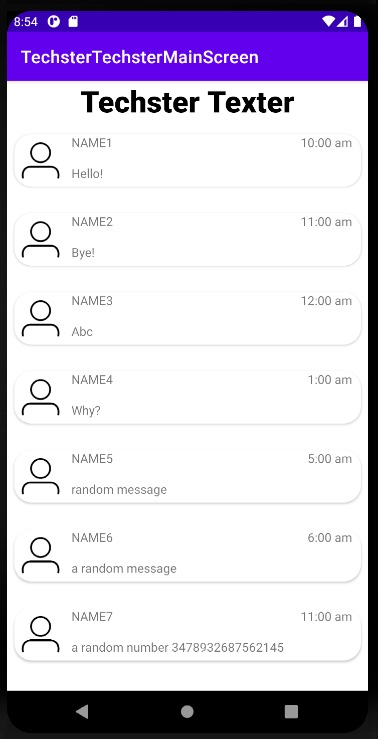 8:54
TechsterTechsterMainScreen
Techster Texter
NAME1 10:00 am
Hello!
NAME2 11:00 am
Bye!
NAME3 12:00 am
Abc
NAME4 1:00 am
Why?
NAME5 5:00 am
random message
NAME6 6:00 am
a random message
NAME7 11:00 am
a random number 3478932687562145